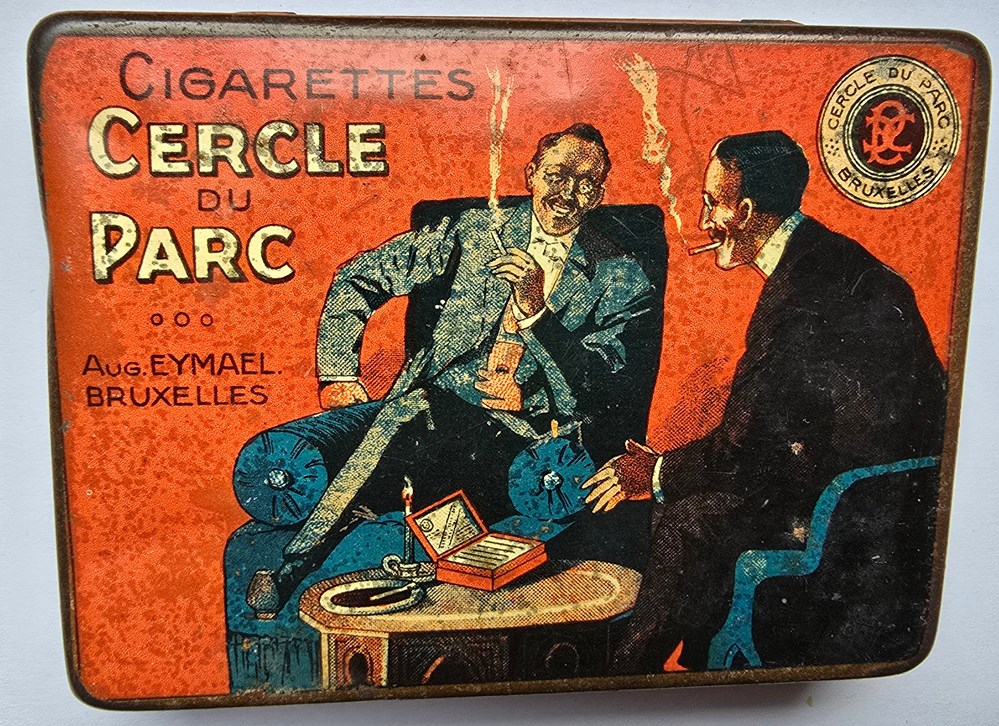 CIGARETTES
CERCLE
DU
PARC
AUG. EYMAEL.
BRUXELLES
CERCLE DU PARC
BRUXELLES